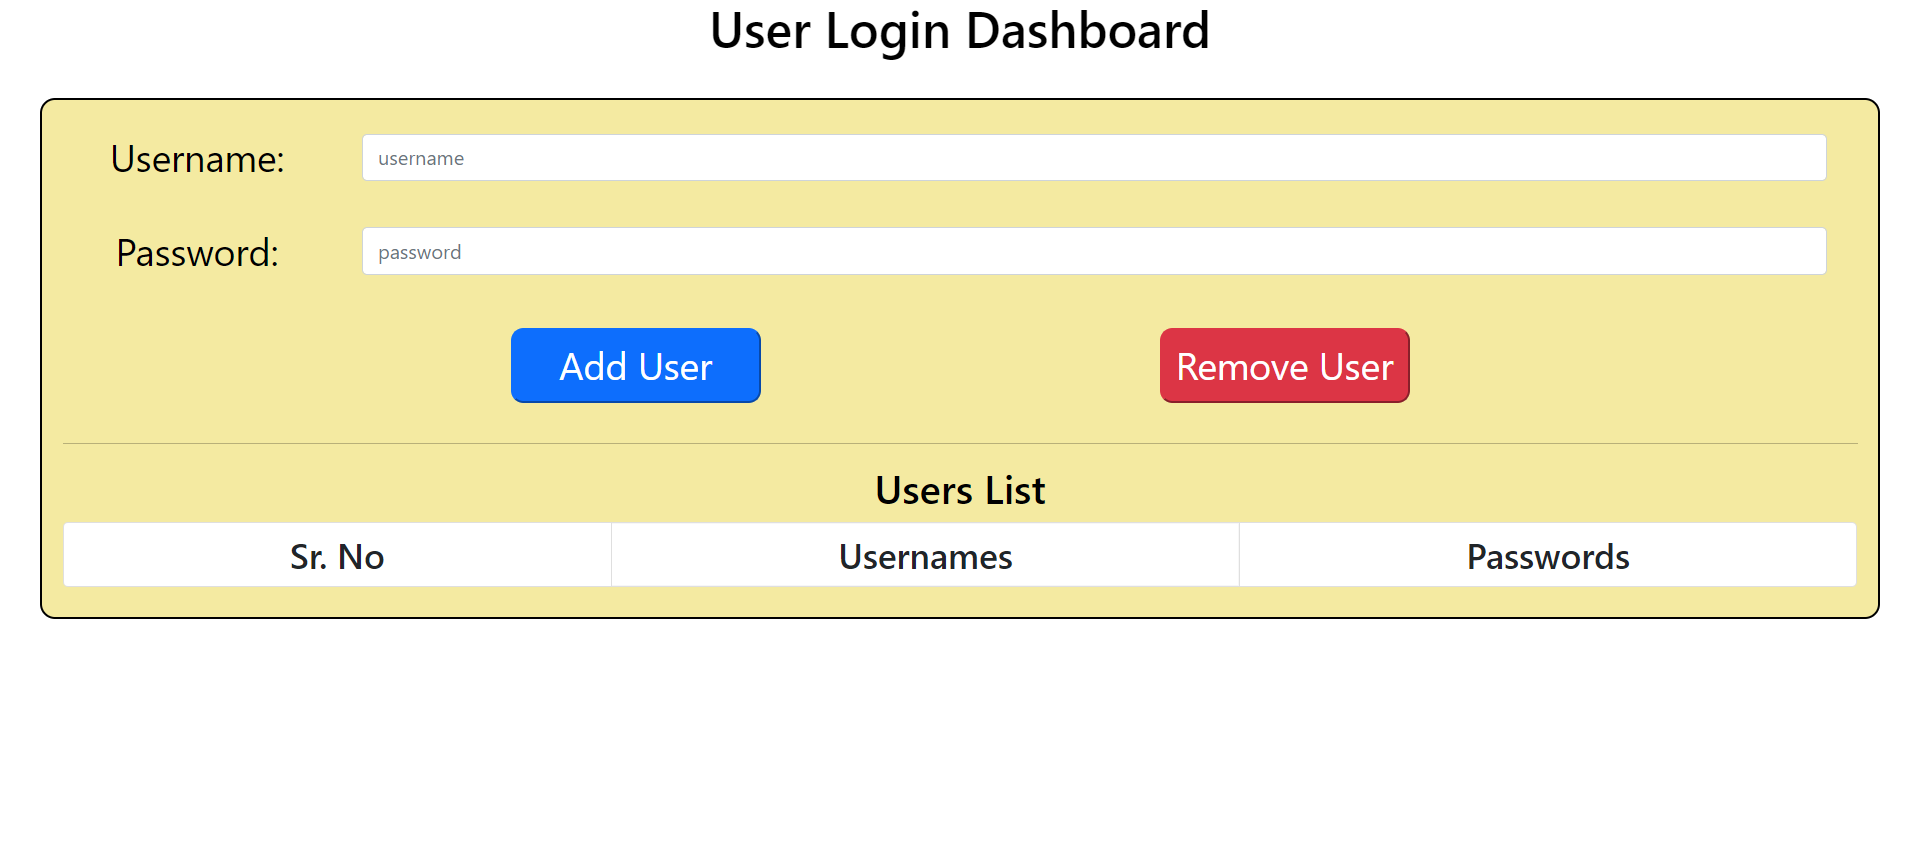 User Login Dashboard
Username: username
Password: password
Add User Remove User
Users List
Sr. No Usernames Passwords